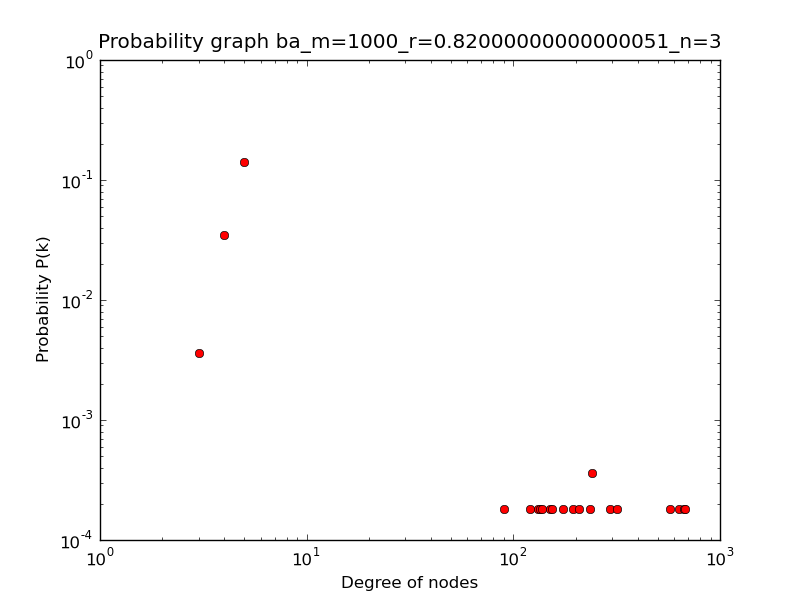 Probability graph ba_m=1000_r=0.82000000000000051_n=3
10^0
10^-1
10^-2
10^-3
10^-4
Probability P(k)
10^0 10^1 10^2 10^3
Degree of nodes